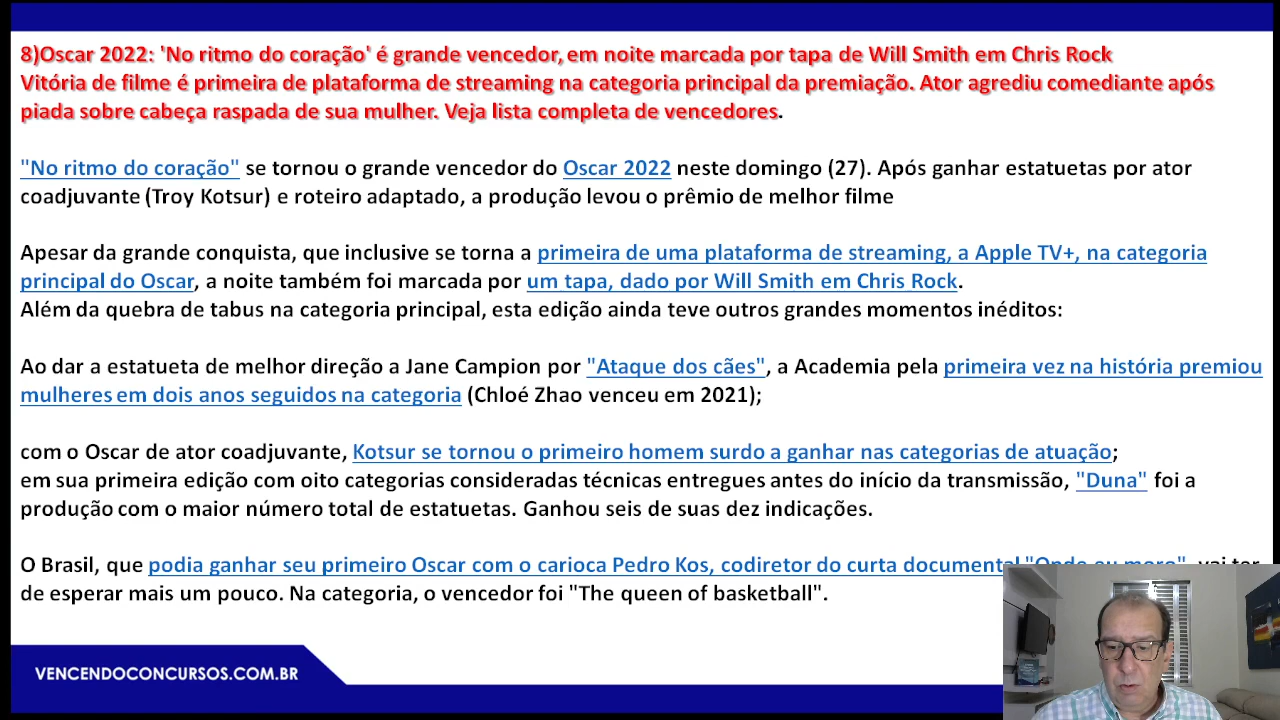 8)Oscar 2022: 'No ritmo do coração' é grande vencedor, em noite marcada por tapa de Will Smith em Chris Rock
Vitória de filme é primeira de plataforma de streaming na categoria principal da premiação. Ator agrediu comediante após
piada sobre cabeça raspada de sua mulher. Veja lista completa de vencedores.
"No ritmo do coração" se tornou o grande vencedor do Oscar 2022 neste domingo (27). Após ganhar estatuetas por ator
coadjuvante (Troy Kotsur) e roteiro adaptado, a produção levou o prêmio de melhor filme
Apesar da grande conquista, que inclusive se torna a primeira de uma plataforma de streaming, a Apple TV+, na categoria
principal do Oscar, a noite também foi marcada por um tapa, dado por Will Smith em Chris Rock.
Além da quebra de tabus na categoria principal, esta edição ainda teve outros grandes momentos inéditos:
Ao dar a estatueta de melhor direção a Jane Campion por "Ataque dos cães", a Academia pela primeira vez na história premiou
mulheres em dois anos seguidos na categoria (Chloé Zhao venceu em 2021);
com o Oscar de ator coadjuvante, Kotsur se tornou o primeiro homem surdo a ganhar nas categorias de atuação;
em sua primeira edição com oito categorias consideradas técnicas entregues antes do início da transmissão, "Duna" foi a
produção com o maior número total de estatuetas. Ganhou seis de suas dez indicações.
O Brasil, que podia ganhar seu primeiro Oscar com o carioca Pedro Kos, codiretor do curta documental
de esperar mais um pouco. Na categoria, o vencedor foi "The queen of basketball".
VENCENDOCONCURSOS.COM.BR